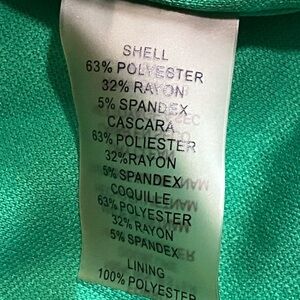 SHELL
63% POLYESTER
32% RAYON
5% SPANDEX
CASCARA
63% POLIESTER
32%RAYON
5% SPANDEX
COQUILLE
63% POLYESTER
32% RAYON
5% SPANDEX
LINING
100% POLYESTER